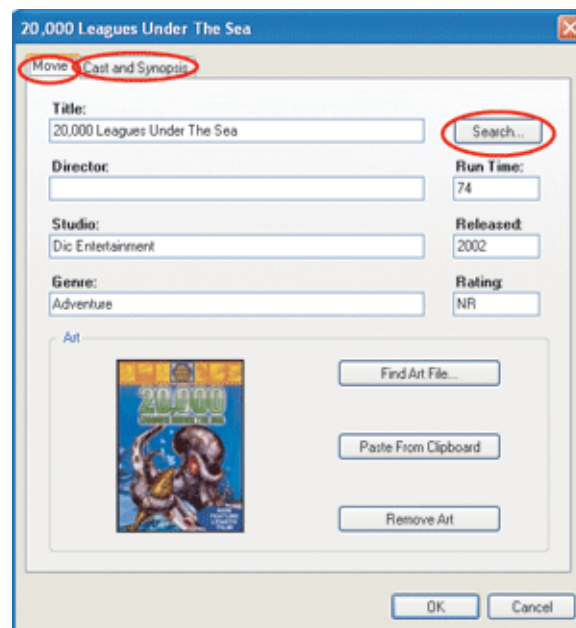 20,000 Leagues Under The Sea
Movie Cast and Synopsis
Title:
20,000 Leagues Under The Sea
Search...
Director:
Run Time:
74
Studio:
Released:
Dic Entertainment
2002
Genre:
Rating:
Adventure
NR
Art
20,000
Find Art File...
Paste From Clipboard
Remove Art
OK Cancel